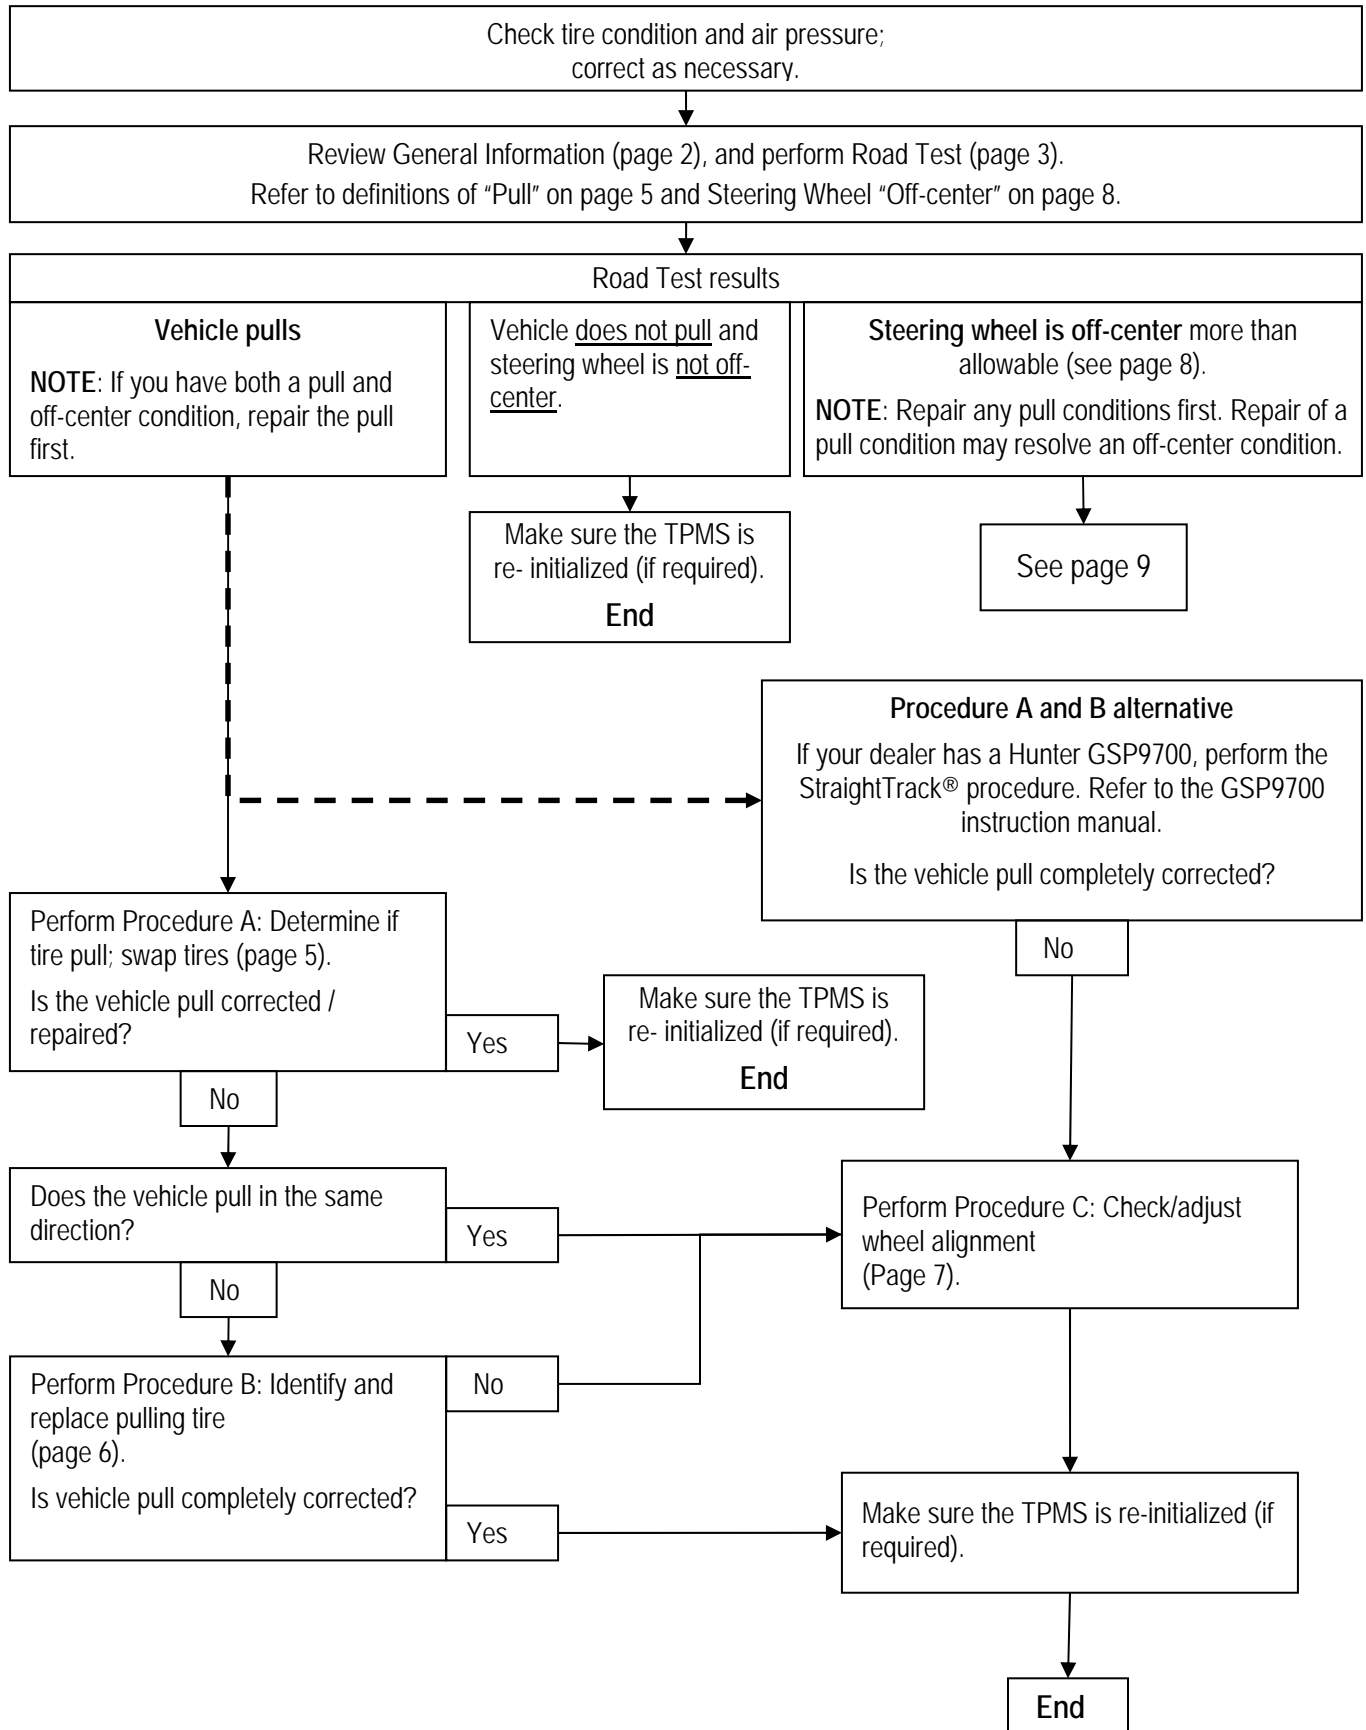 Check tire condition and air pressure;
correct as necessary.
Review General Information (page 2), and perform Road Test (page 3).
Refer to definitions of “Pull” on page 5 and Steering Wheel “Off-center” on page 8.
Road Test results
Vehicle pulls
NOTE: If you have both a pull and
off-center condition, repair the pull
first.
Vehicle does not pull and
steering wheel is not off-
center.
Steering wheel is off-center more than
allowable (see page 8).
NOTE: Repair any pull conditions first. Repair of a
pull condition may resolve an off-center condition.
Make sure the TPMS is
re- initialized (if required).
End
See page 9
Procedure A and B alternative
If your dealer has a Hunter GSP9700, perform the
StraightTrack® procedure. Refer to the GSP9700
instruction manual.
Is the vehicle pull completely corrected?
No
Perform Procedure A: Determine if
tire pull; swap tires (page 5).
Is the vehicle pull corrected /
repaired?
Yes
Make sure the TPMS is
re- initialized (if required).
End
No
Does the vehicle pull in the same
direction?
Yes
Perform Procedure C: Check/adjust
wheel alignment
(Page 7).
No
Perform Procedure B: Identify and
replace pulling tire
(page 6).
Is vehicle pull completely corrected?
No
Yes
Make sure the TPMS is re-initialized (if
required).
End